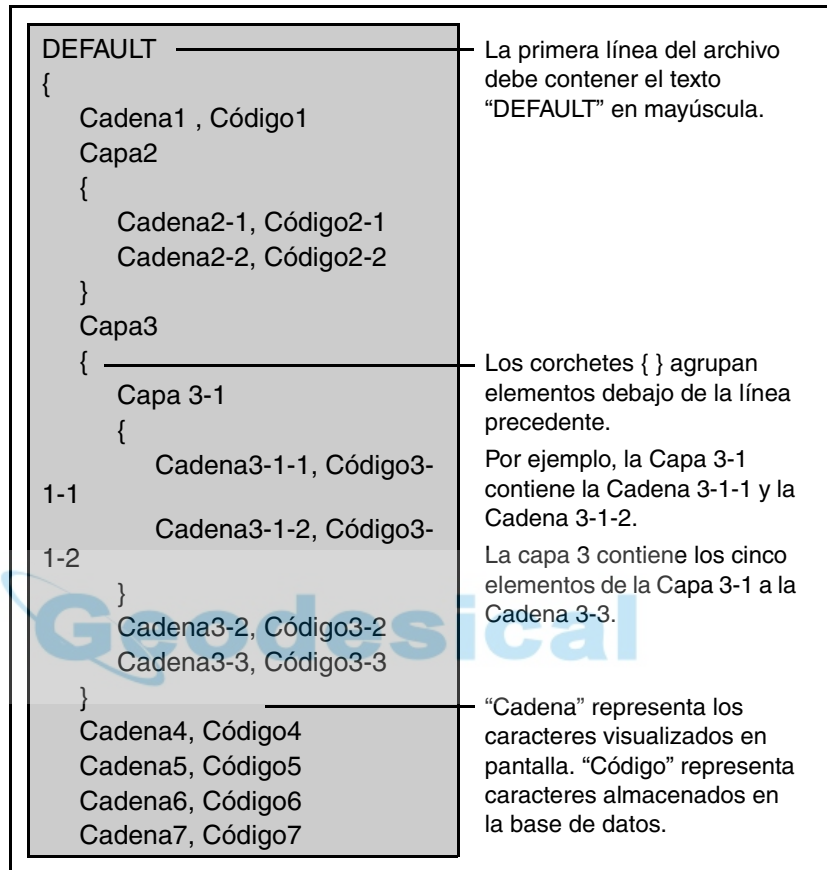 DEFAULT
{
Cadena1 , Código1
Capa2
{
Cadena2-1, Código2-1
Cadena2-2, Código2-2
}
Capa3
{
Capa 3-1
{
Cadena3-1-1, Código3-
1-1
Cadena3-1-2, Código3-
1-2
}
Cadena3-2, Código3-2
Cadena3-3, Código3-3
}
Cadena4, Código4
Cadena5, Código5
Cadena6, Código6
Cadena7, Código7
La primera línea del archivo
debe contener el texto
“DEFAULT” en mayúscula.
Los corchetes { } agrupan
elementos debajo de la línea
precedente.
Por ejemplo, la Capa 3-1
contiene la Cadena 3-1-1 y la
Cadena 3-1-2.
La capa 3 contiene los cinco
elementos de la Capa 3-1 a la
Cadena 3-3.
“Cadena” representa los
caracteres visualizados en
pantalla. “Código” representa
caracteres almacenados en
la base de datos.
Geodesical